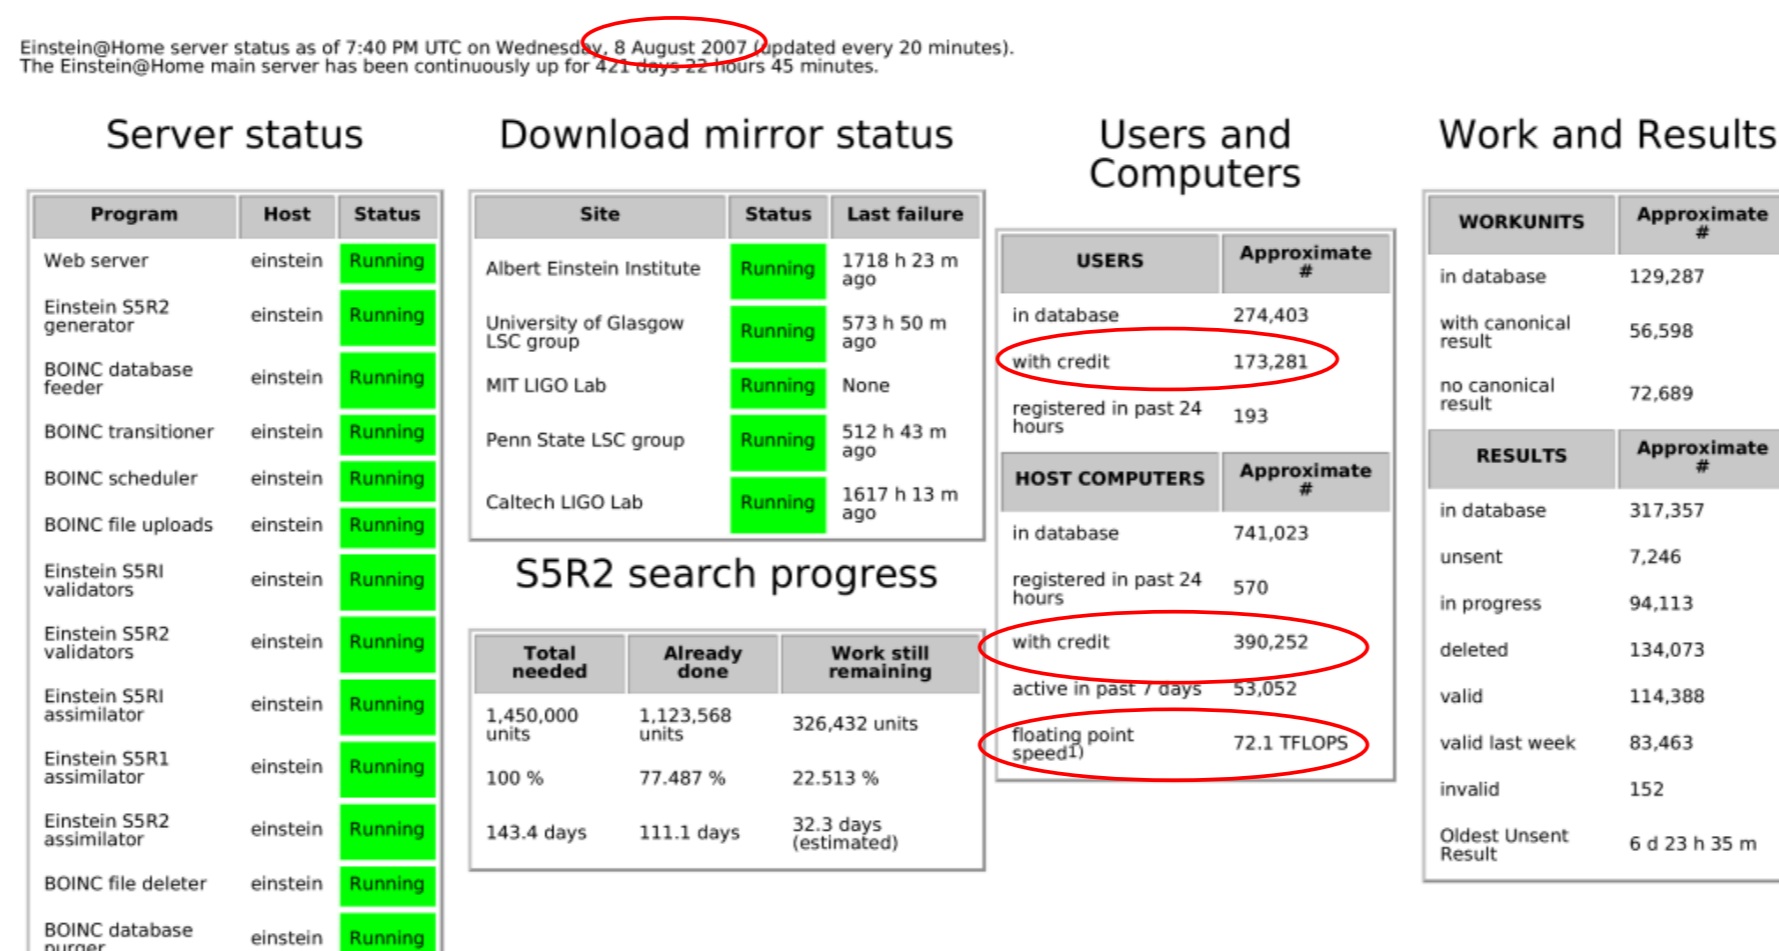 Einstein@Home server status as of 7:40 PM UTC on Wednesday, 8 August 2007 (updated every 20 minutes).
The Einstein@Home main server has been continuously up for 421 days 22 hours 45 minutes.
Server status
Program Host Status
Web server einstein Running
Einstein S5R2
generator einstein Running
BOINC database
feeder einstein Running
BOINC transitioner einstein Running
BOINC scheduler einstein Running
BOINC file uploads einstein Running
Einstein S5RI
validators einstein Running
Einstein S5R2
validators einstein Running
Einstein S5RI
assimilator einstein Running
Einstein S5R1
assimilator einstein Running
Einstein S5R2
assimilator einstein Running
BOINC file deleter einstein Running
BOINC database
purger einstein Running
Download mirror status
Site Status Last failure
Albert Einstein Institute Running 1718 h 23 m
ago
University of Glasgow
LSC group Running 573 h 50 m
ago
MIT LIGO Lab Running None
Penn State LSC group Running 512 h 43 m
ago
Caltech LIGO Lab Running 1617 h 13 m
ago
S5R2 search progress
Total
needed Already
done Work still
remaining
1,450,000
units 1,123,568
units 326,432 units
100 % 77.487 % 22.513 %
143.4 days 111.1 days 32.3 days
(estimated)
Users and
Computers
USERS Approximate
#
in database 274,403
with credit 173,281
registered in past 24
hours 193
HOST COMPUTERS Approximate
#
in database 741,023
registered in past 24
hours 570
with credit 390,252
active in past 7 days 53,052
floating point
speed1) 72.1 TFLOPS
Work and Results
WORKUNITS Approximate
#
in database 129,287
with canonical
result 56,598
no canonical
result 72,689
RESULTS Approximate
#
in database 317,357
unsent 7,246
in progress 94,113
deleted 134,073
valid 114,388
valid last week 83,463
invalid 152
Oldest Unsent
Result 6 d 23 h 35 m